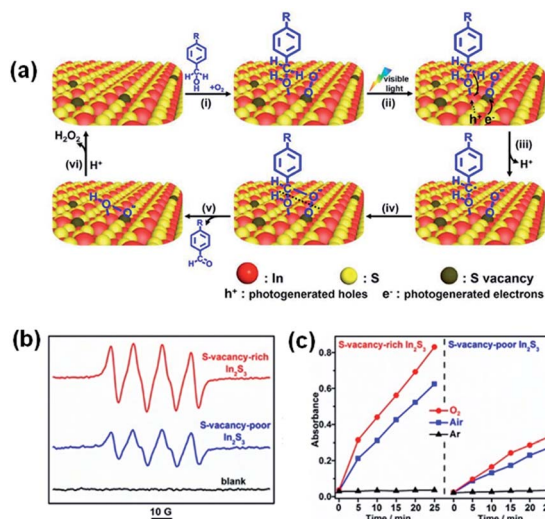 (a)
R
H
H
O
H
+O₂
(i)
R
H
H
O
O
O
visible
light
(ii)
R
H
O
O
h⁺ e⁻
(iii)
H⁺
H₂O₂
(vi)
H⁺
H
O
O
(v)
R
C
H
O
R
H
O
O
(iv)
R
H
O
O
: In
: S
: S vacancy
h⁺ : photogenerated holes
e⁻ : photogenerated electrons
(b)
S-vacancy-rich
In₂S₃
S-vacancy-poor
In₂S₃
blank
10 G
(c)
S-vacancy-rich In₂S₃
S-vacancy-poor In₂S₃
Absorbance
0.8
0.6
0.4
0.2
0.0
O₂
Air
Ar
0 5 10 15 20 25
0 5 10 15 20
Time / min
Time / min